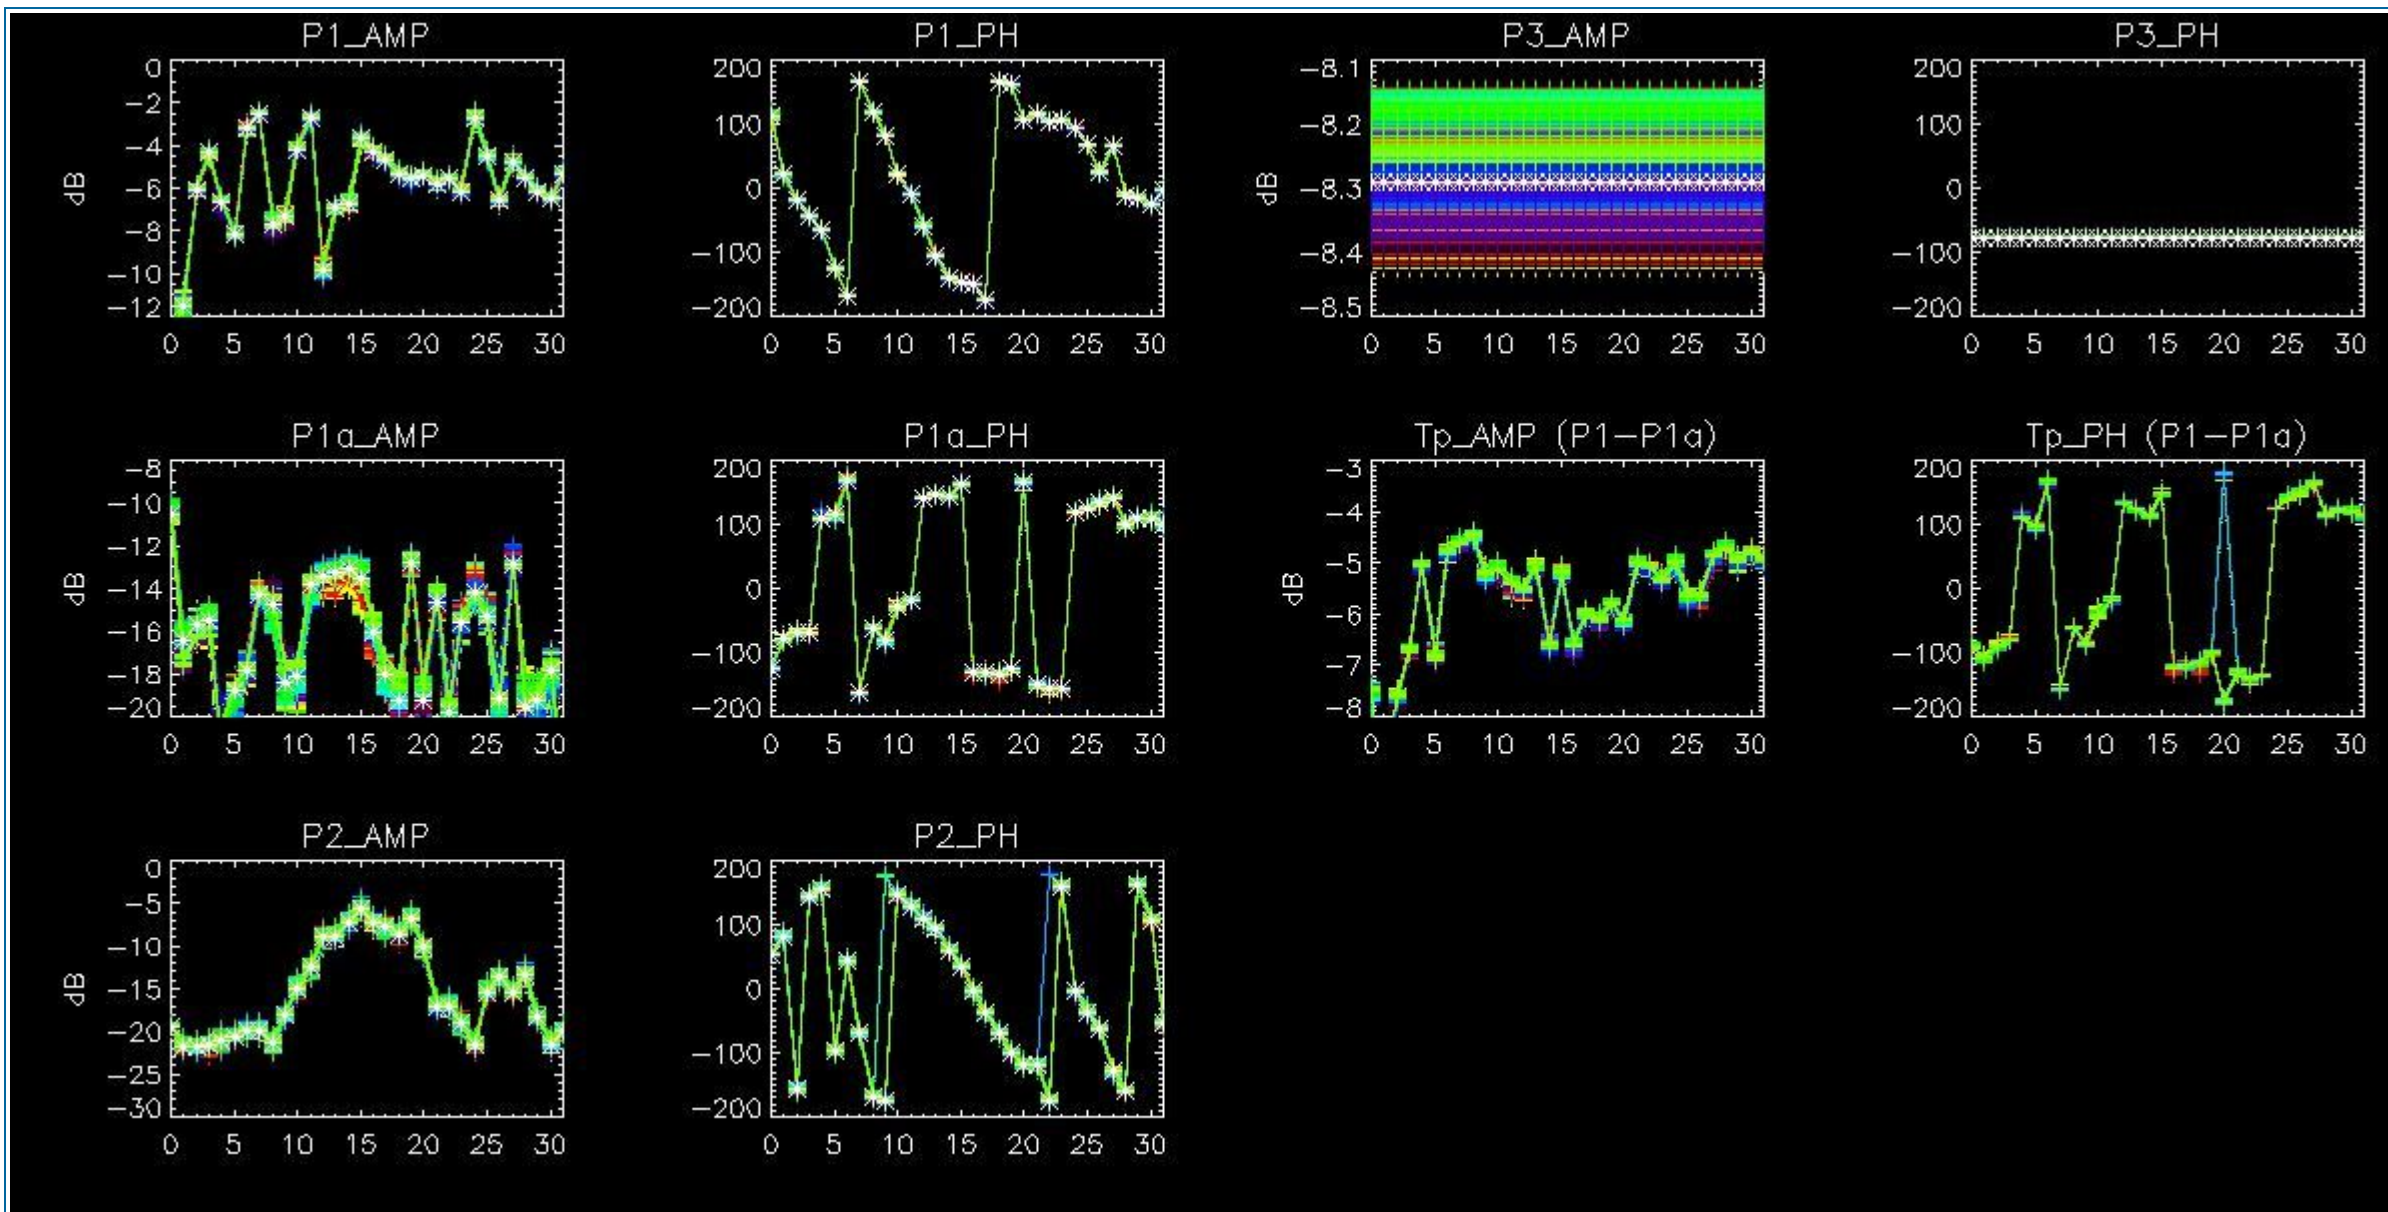 P1_AMP
0
−2
−4
−6
−8
−10
−12
dB
0 5 10 15 20 25 30
P1_PH
200
100
0
−100
−200
0 5 10 15 20 25 30
P3_AMP
−8.1
−8.2
−8.3
−8.4
−8.5
dB
0 5 10 15 20 25 30
P3_PH
200
100
0
−100
−200
0 5 10 15 20 25 30
P1a_AMP
−8
−10
−12
−14
−16
−18
−20
dB
0 5 10 15 20 25 30
P1a_PH
200
100
0
−100
−200
0 5 10 15 20 25 30
Tp_AMP (P1−P1a)
−3
−4
−5
−6
−7
−8
dB
0 5 10 15 20 25 30
Tp_PH (P1−P1a)
200
100
0
−100
−200
0 5 10 15 20 25 30
P2_AMP
0
−5
−10
−15
−20
−25
−30
dB
0 5 10 15 20 25 30
P2_PH
200
100
0
−100
−200
0 5 10 15 20 25 30